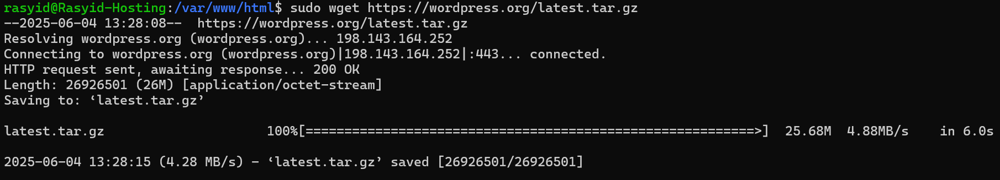 rasyid@Rasyid-Hosting:/var/www/html$ sudo wget https://wordpress.org/latest.tar.gz
--2025-06-04 13:28:08--  https://wordpress.org/latest.tar.gz
Resolving wordpress.org (wordpress.org)... 198.143.164.252
Connecting to wordpress.org (wordpress.org)|198.143.164.252|:443... connected.
HTTP request sent, awaiting response... 200 OK
Length: 26926501 (26M) [application/octet-stream]
Saving to: ‘latest.tar.gz’
latest.tar.gz                     100%[==========================================================>]  25.68M  4.88MB/s    in 6.0s
2025-06-04 13:28:15 (4.28 MB/s) - ‘latest.tar.gz’ saved [26926501/26926501]